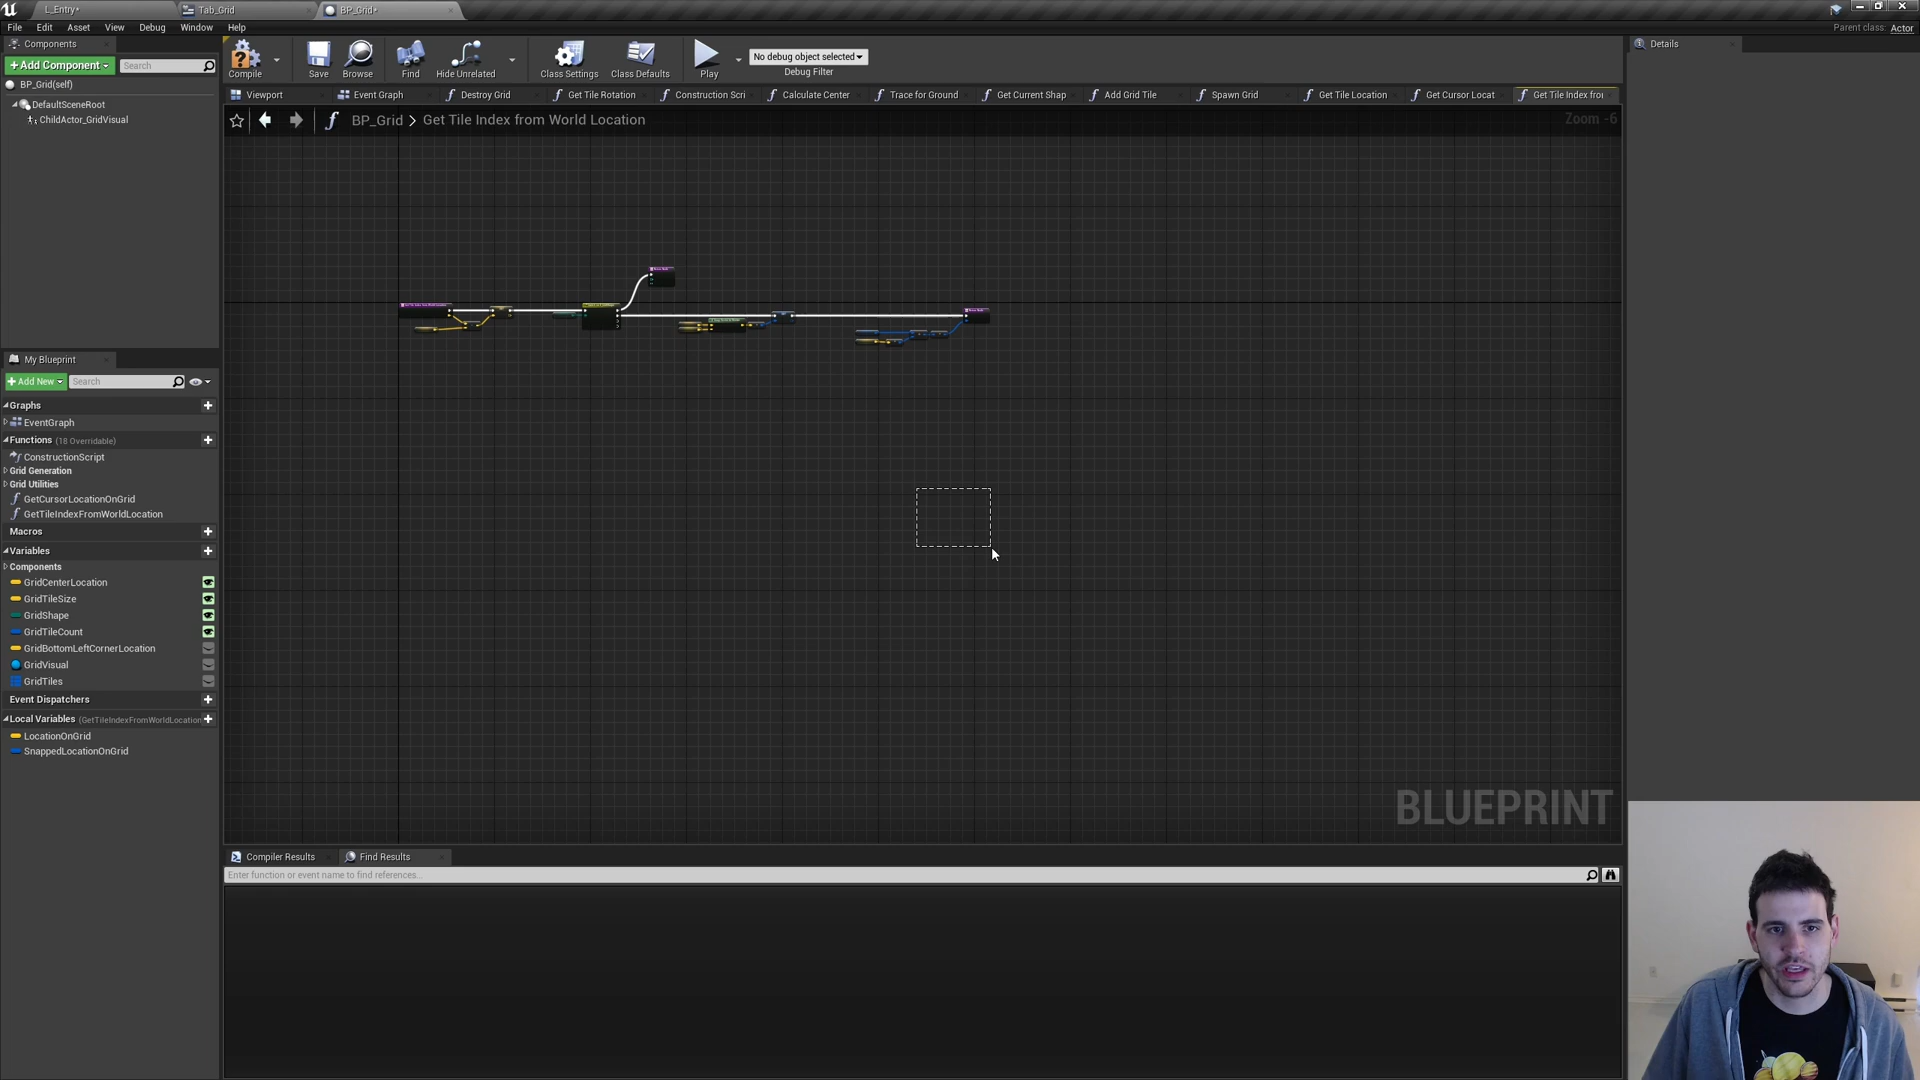 L_Entry*
Tab_Grid
BP_Grid*
File Edit Asset View Debug Window Help
Parent class: Actor
Components
+Add Component
Search
BP_Grid(self)
DefaultSceneRoot
ChildActor_GridVisual
Compile
Save
Browse
Find
Hide Unrelated
Class Settings
Class Defaults
Play
No debug object selected
Debug Filter
Details
Viewport
Event Graph
Destroy Grid
Get Tile Rotation
Construction Scri
Calculate Center
Trace for Ground
Get Current Shap
Add Grid Tile
Spawn Grid
Get Tile Location
Get Cursor Locat
Get Tile Index fro
BP_Grid > Get Tile Index from World Location
Zoom -6
My Blueprint
+Add New
Search
Graphs
EventGraph
Functions (18 Overridable)
ConstructionScript
Grid Generation
Grid Utilities
GetCursorLocationOnGrid
GetTileIndexFromWorldLocation
Macros
Variables
Components
GridCenterLocation
GridTileSize
GridShape
GridTileCount
GridBottomLeftCornerLocation
GridVisual
GridTiles
Event Dispatchers
Local Variables (GetTileIndexFromWorldLocation
LocationOnGrid
SnappedLocationOnGrid
BLUEPRINT
Compiler Results
Find Results
Enter function or event name to find references...